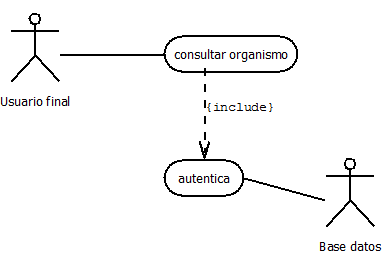 consultar organismo
{include}
Usuario final
autentica
Base datos